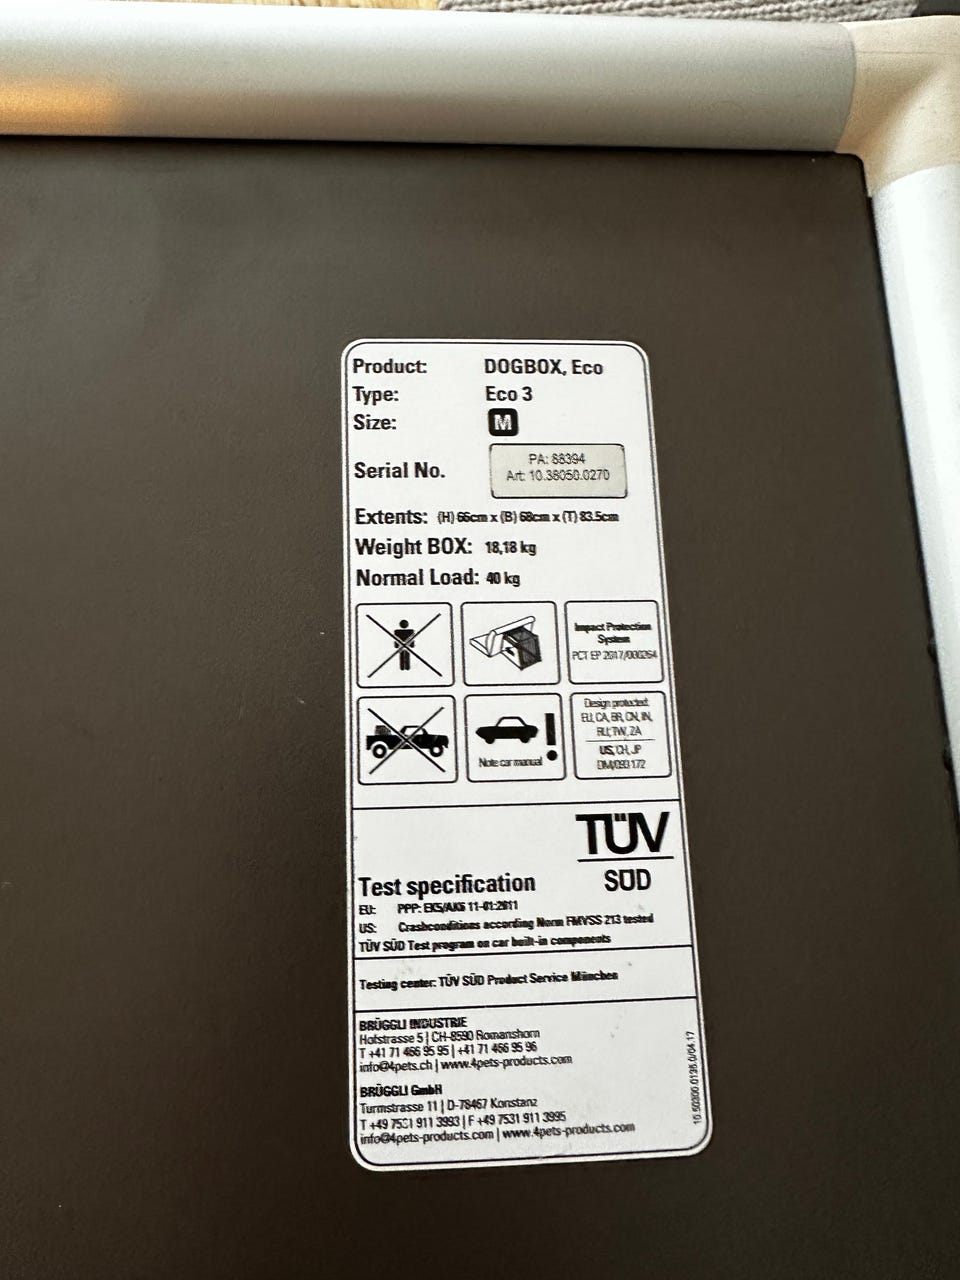 Product: DOGBOX, Eco
Type: Eco 3
Size: M
Serial No. PA: 88394
Art: 10.38050.0270
Extents: (H) 66cm x (B) 68cm x (T) 83.5cm
Weight BOX: 18,18 kg
Normal Load: 40 kg
Impact Protection
System
PCT EP 2017/000264
Note car manual !
Design protected:
EU, CA, BR, CN, IN,
RU, TW, ZA
US, CH, JP
DM/093 172
TÜV
SÜD
Test specification
EU: PPP: EK5/AK6 11-01:2011
US: Crashconditions according Norm FMVSS 213 tested
TÜV SÜD Test program on car built-in components
Testing center: TÜV SÜD Product Service München
BRÜGGLI INDUSTRIE
Hofstrasse 5 | CH-8590 Romanshorn
T +41 71 466 95 95 | +41 71 466 95 96
info@4pets.ch | www.4pets-products.com
BRÜGGLI GmbH
Turmstrasse 11 | D-78467 Konstanz
T +49 7531 911 3993 | F +49 7531 911 3995
info@4pets-products.com | www.4pets-products.com
10.50300.0136.0/04.17